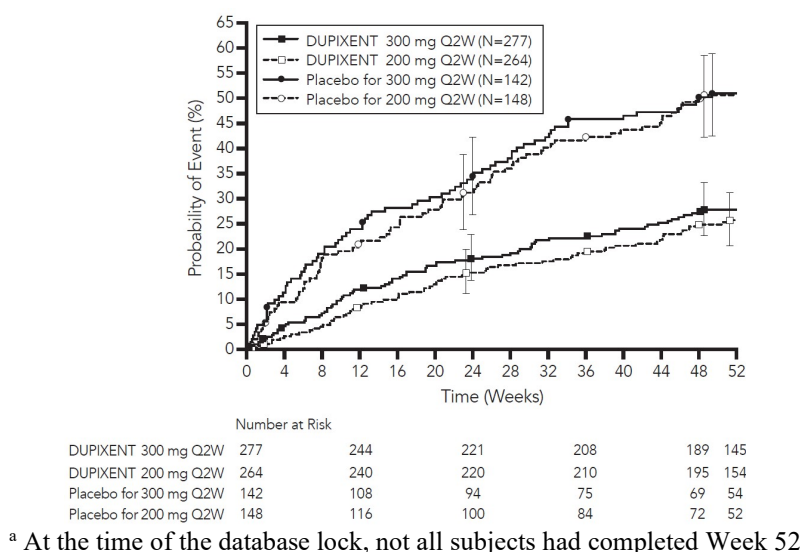 65
60
55
50
45
40
35
30
25
20
15
10
5
0
Probability of Event (%)
DUPIXENT 300 mg Q2W (N=277)
DUPIXENT 200 mg Q2W (N=264)
Placebo for 300 mg Q2W (N=142)
Placebo for 200 mg Q2W (N=148)
0 4 8 12 16 20 24 28 32 36 40 44 48 52
Time (Weeks)
Number at Risk
DUPIXENT 300 mg Q2W 277 244 221 208 189 145
DUPIXENT 200 mg Q2W 264 240 220 210 195 154
Placebo for 300 mg Q2W 142 108 94 75 69 54
Placebo for 200 mg Q2W 148 116 100 84 72 52
a At the time of the database lock, not all subjects had completed Week 52